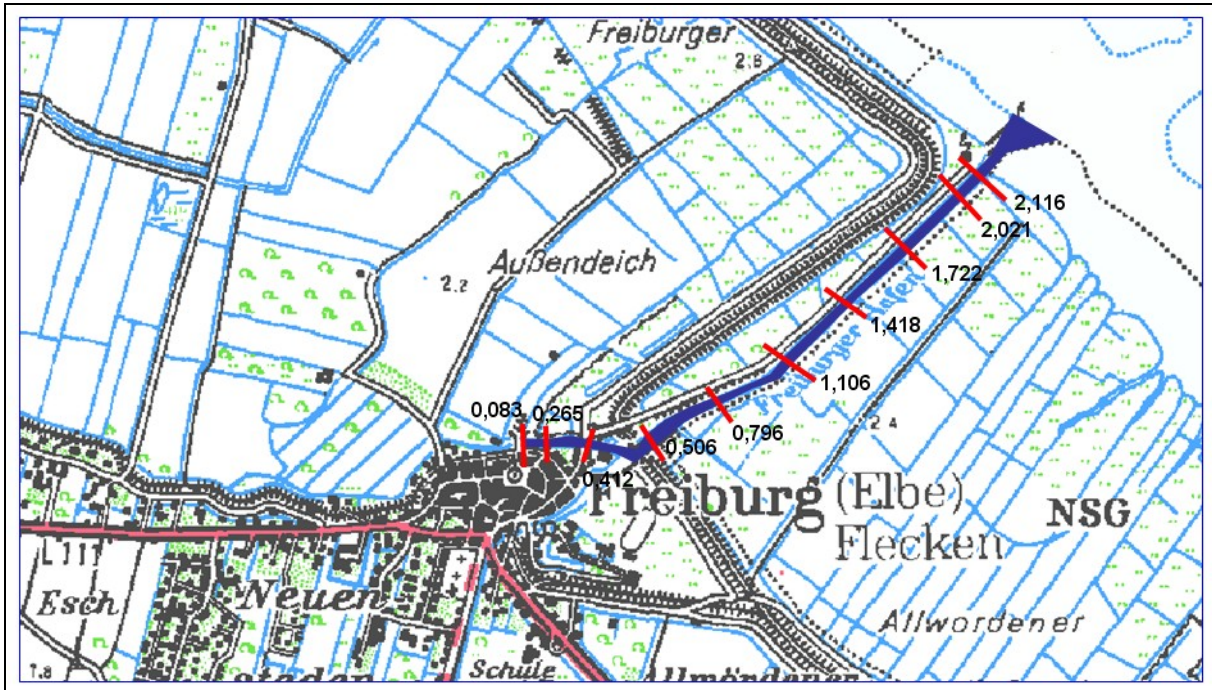 Freiburger
2.8
2,116
2,021
1,722
Außendeich
2.2
1,418
Freiburger Hafen
1,106
0,083
0,265
0,796
0,506
2.4
0,412
Freiburg (Elbe)
Flecken
NSG
L 111
Esch
Neuen
Allwordener
1.8
Schule